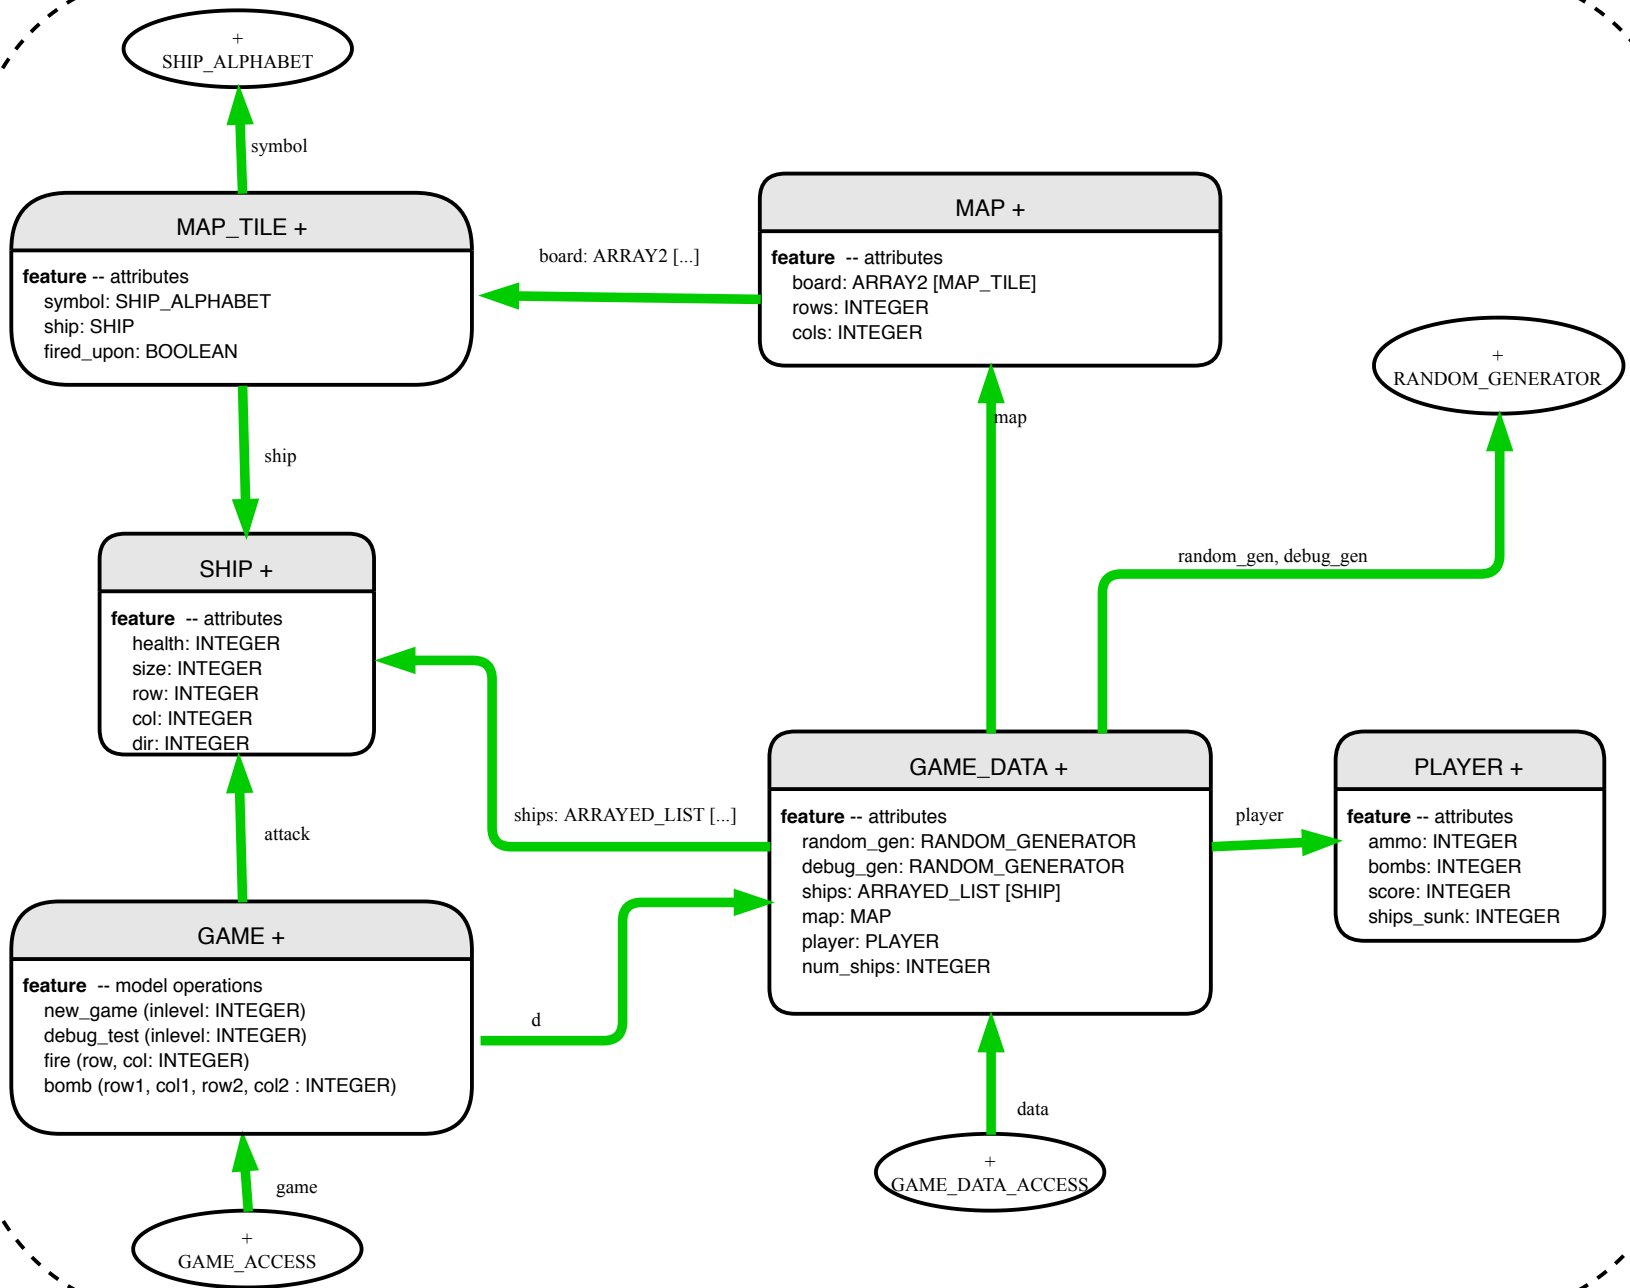 +
SHIP_ALPHABET
symbol
MAP_TILE +
feature -- attributes
symbol: SHIP_ALPHABET
ship: SHIP
fired_upon: BOOLEAN
board: ARRAY2 [...]
MAP +
feature -- attributes
board: ARRAY2 [MAP_TILE]
rows: INTEGER
cols: INTEGER
+
RANDOM_GENERATOR
map
ship
random_gen, debug_gen
SHIP +
feature -- attributes
health: INTEGER
size: INTEGER
row: INTEGER
col: INTEGER
dir: INTEGER
attack
ships: ARRAYED_LIST [...]
GAME_DATA +
feature -- attributes
random_gen: RANDOM_GENERATOR
debug_gen: RANDOM_GENERATOR
ships: ARRAYED_LIST [SHIP]
map: MAP
player: PLAYER
num_ships: INTEGER
player
PLAYER +
feature -- attributes
ammo: INTEGER
bombs: INTEGER
score: INTEGER
ships_sunk: INTEGER
GAME +
feature -- model operations
new_game (inlevel: INTEGER)
debug_test (inlevel: INTEGER)
fire (row, col: INTEGER)
bomb (row1, col1, row2, col2 : INTEGER)
d
data
+
GAME_DATA_ACCESS
game
+
GAME_ACCESS